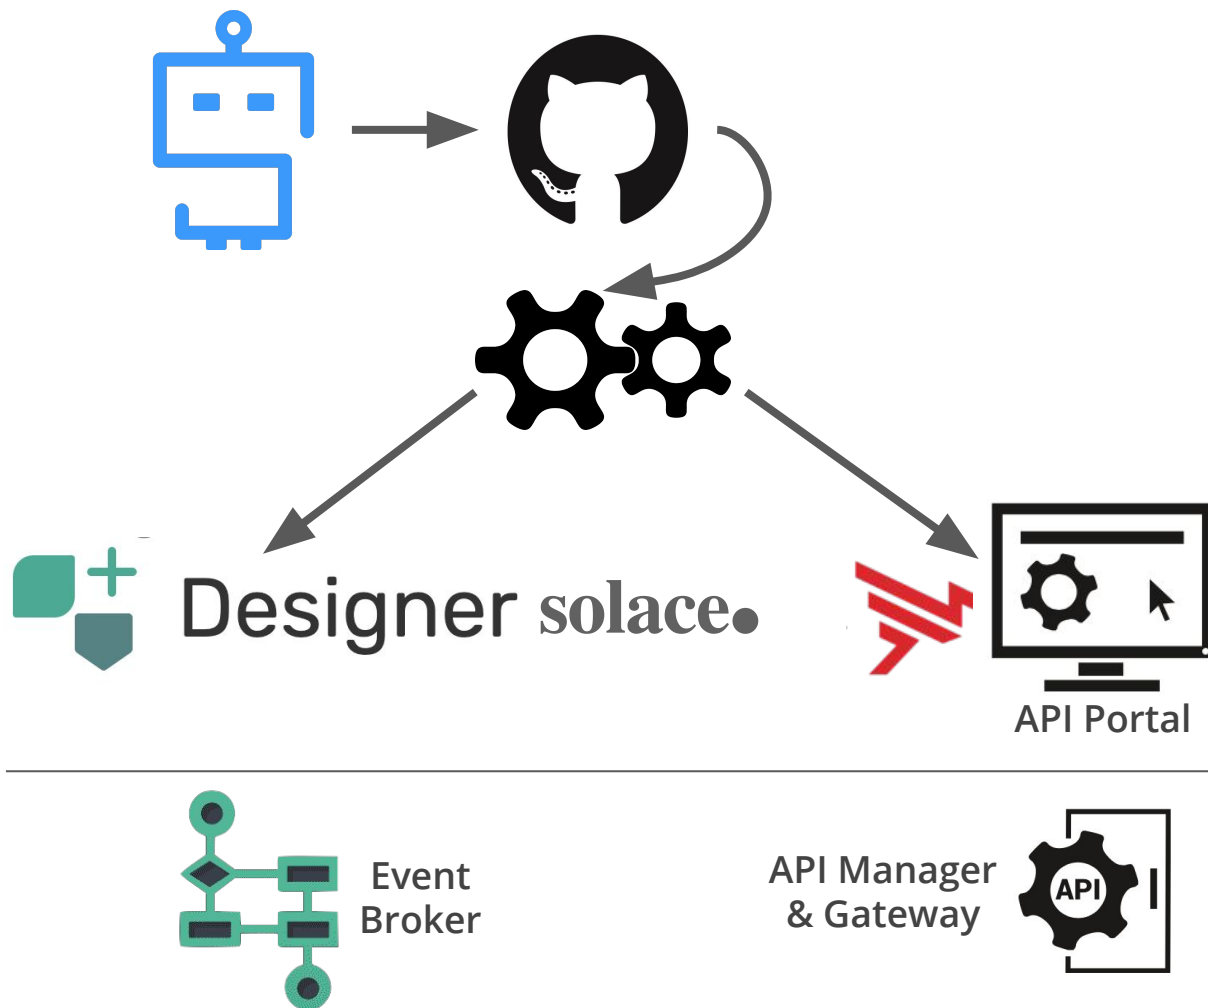 Designer solace.
API Portal
Event
Broker
API Manager
& Gateway
API